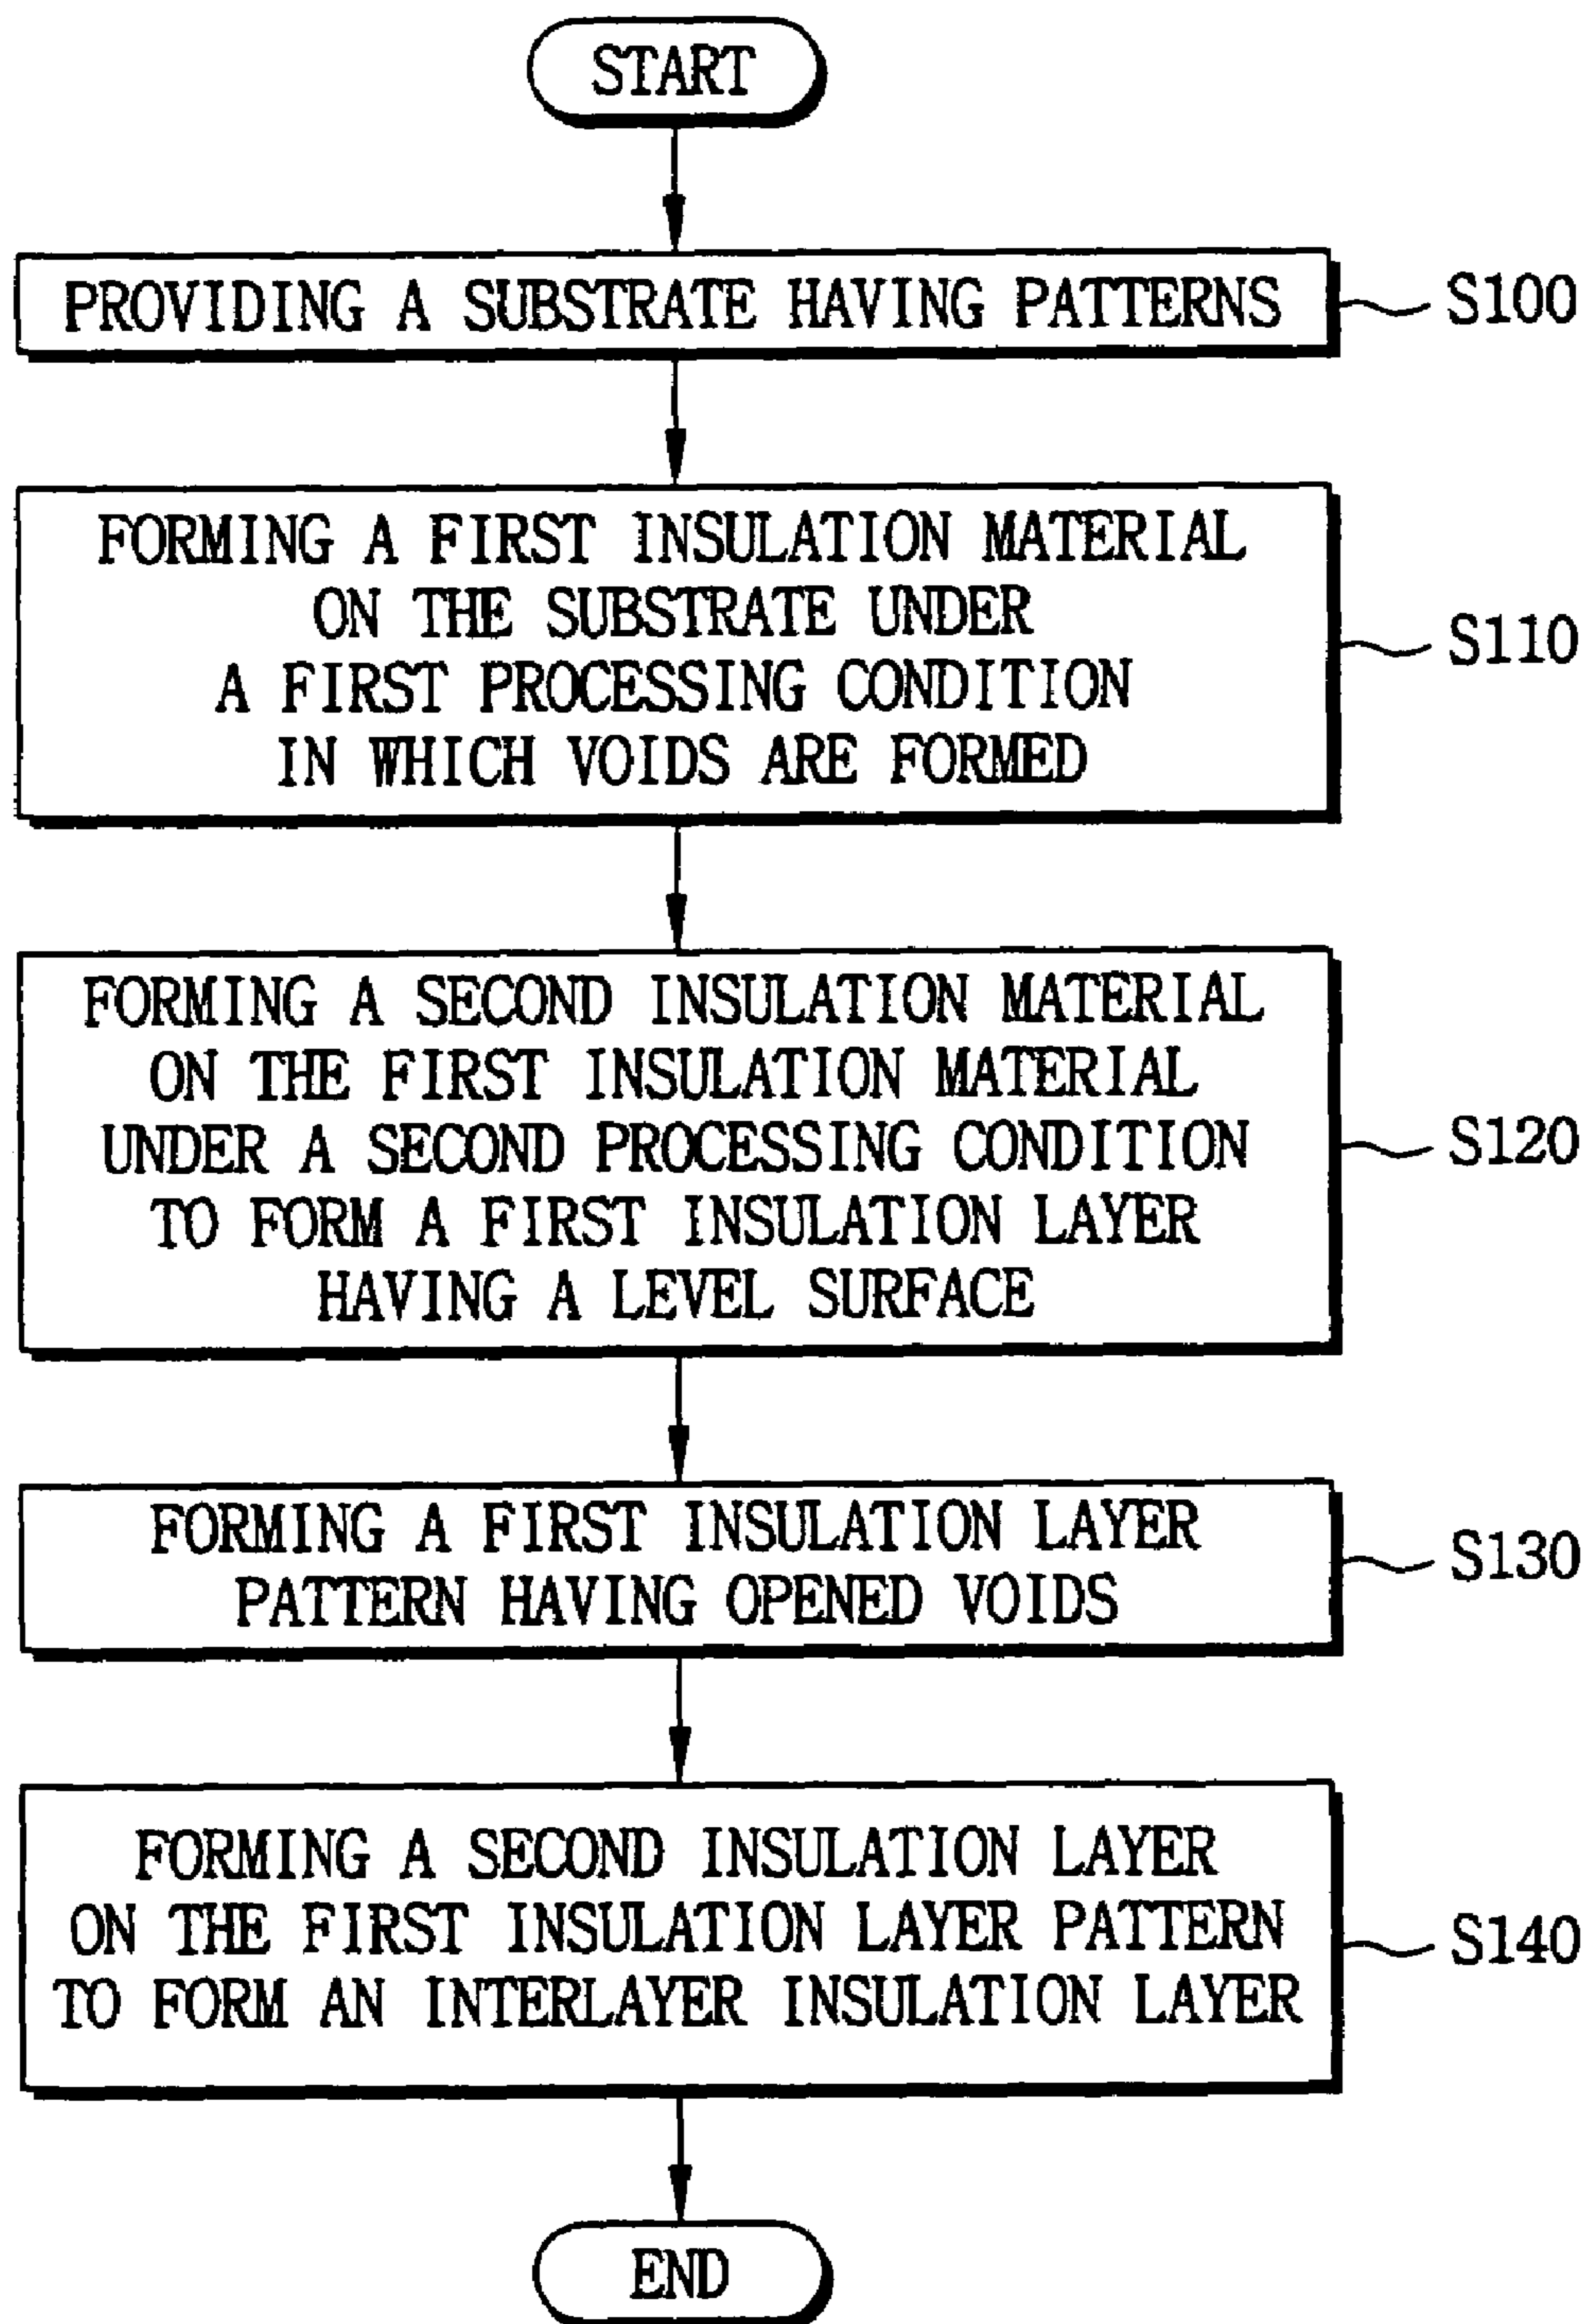 START
PROVIDING A SUBSTRATE HAVING PATTERNS
S100
FORMING A FIRST INSULATION MATERIAL
ON THE SUBSTRATE UNDER
A FIRST PROCESSING CONDITION
IN WHICH VOIDS ARE FORMED
S110
FORMING A SECOND INSULATION MATERIAL
ON THE FIRST INSULATION MATERIAL
UNDER A SECOND PROCESSING CONDITION
TO FORM A FIRST INSULATION LAYER
HAVING A LEVEL SURFACE
S120
FORMING A FIRST INSULATION LAYER
PATTERN HAVING OPENED VOIDS
S130
FORMING A SECOND INSULATION LAYER
ON THE FIRST INSULATION LAYER PATTERN
TO FORM AN INTERLAYER INSULATION LAYER
S140
END